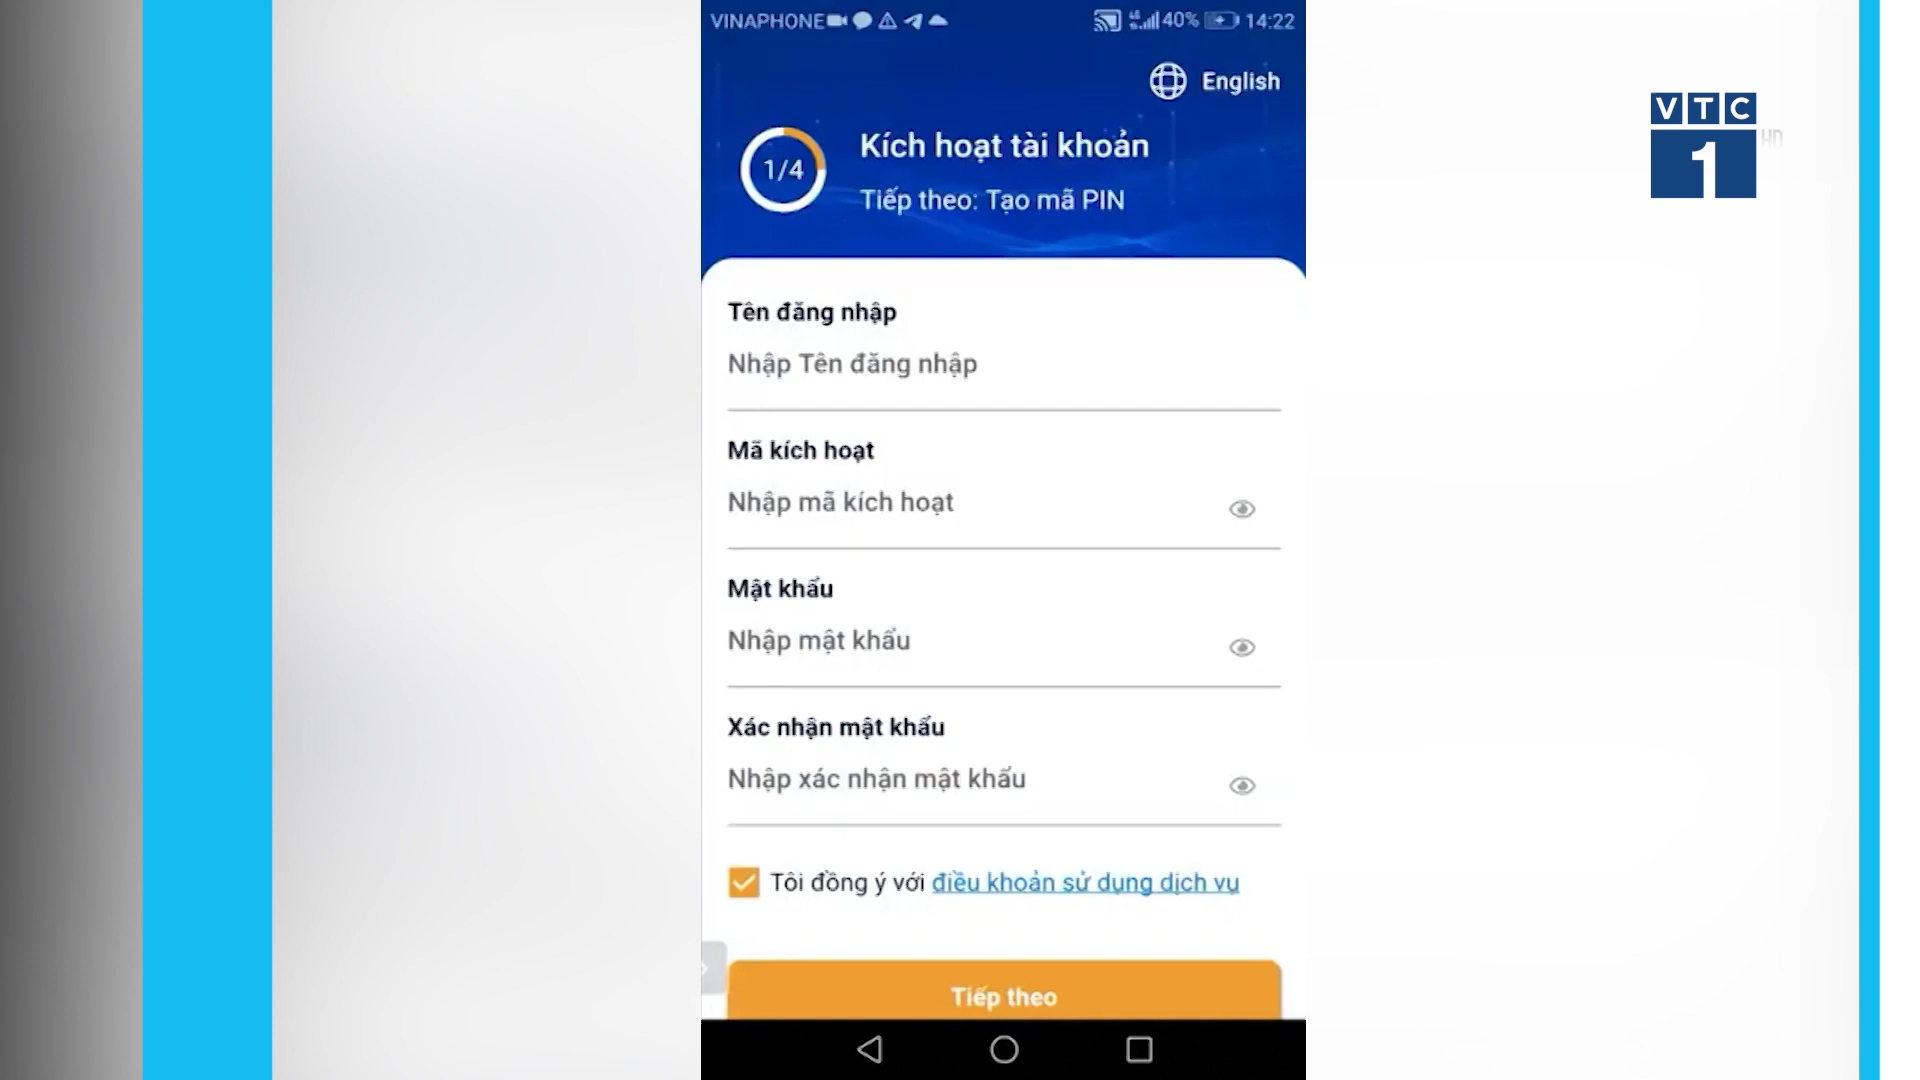 VINAPHONE 40% 14:22
English
1/4
Kích hoạt tài khoản
Tiếp theo: Tạo mã PIN
VTC
1
HD
Tên đăng nhập
Nhập Tên đăng nhập
Mã kích hoạt
Nhập mã kích hoạt
Mật khẩu
Nhập mật khẩu
Xác nhận mật khẩu
Nhập xác nhận mật khẩu
Tôi đồng ý với điều khoản sử dụng dịch vụ
Tiếp theo